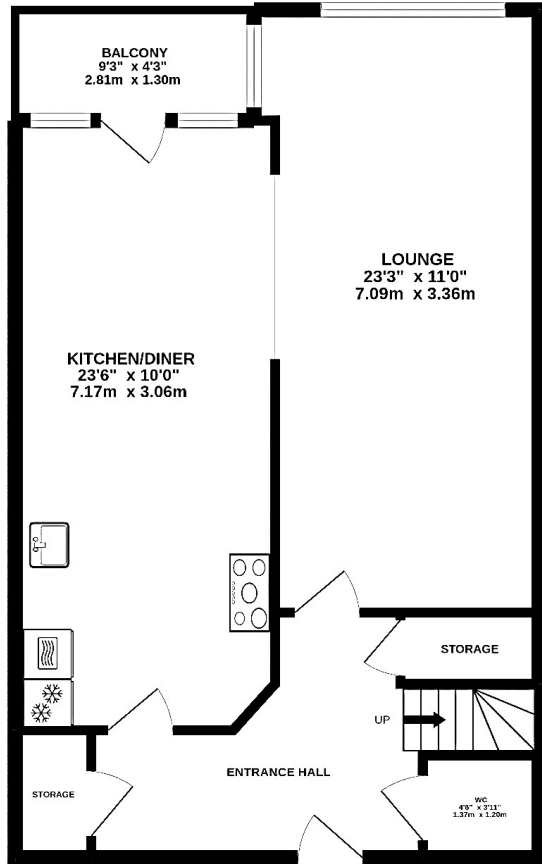 BALCONY
9'3" x 4'3"
2.81m x 1.30m
LOUNGE
23'3" x 11'0"
7.09m x 3.36m
KITCHEN/DINER
23'6" x 10'0"
7.17m x 3.06m
STORAGE
UP
ENTRANCE HALL
STORAGE
WC
4'6" x 3'11"
1.37m x 1.20m